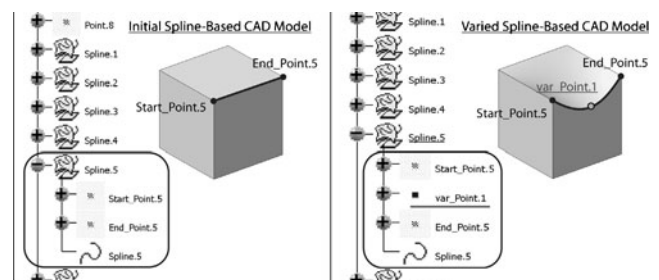 Point.8
Initial Spline-Based CAD Model
Spline.1
End_Point.5
Spline.2
Spline.3
Start_Point.5
Spline.4
Spline.5
Start_Point.5
End_Point.5
Spline.5
Spline.1
Varied Spline-Based CAD Model
Spline.2
End_Point.5
Spline.3
var_Point.1
Spline.4
Start_Point.5
Spline.5
Start_Point.5
var_Point.1
End_Point.5
Spline.5